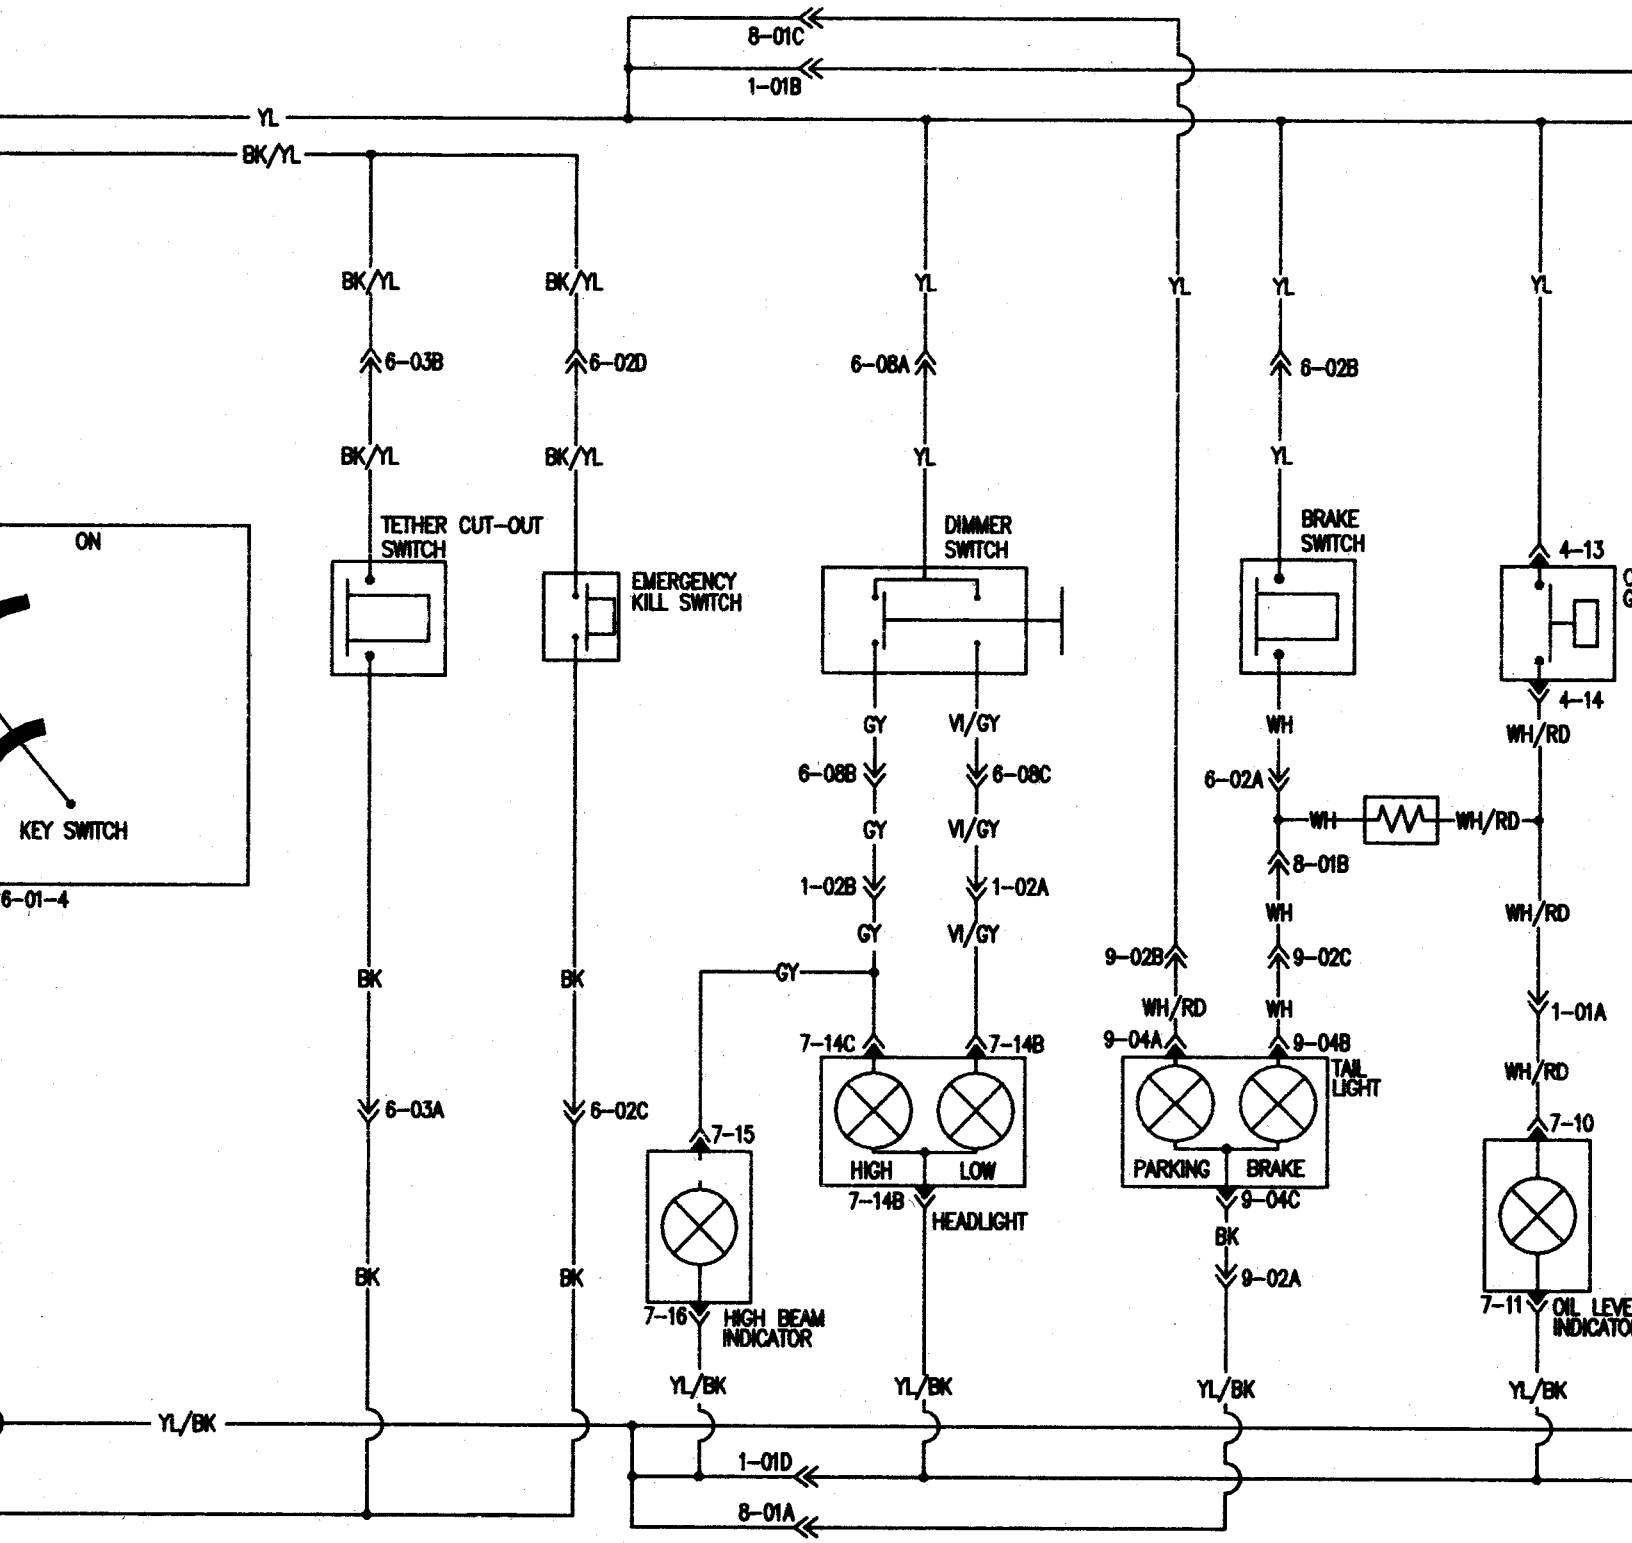 8-01C
1-01B
YL
BK/YL
BK/YL
BK/YL
YL
YL
YL
YL
6-03B
6-02D
6-08A
6-02B
BK/YL
BK/YL
YL
YL
ON
TETHER CUT-OUT
SWITCH
DIMMER
SWITCH
BRAKE
SWITCH
4-13
EMERGENCY
KILL SWITCH
4-14
GY
VI/GY
WH
WH/RD
6-08B
6-08C
6-02A
KEY SWITCH
GY
VI/GY
WH
WH/RD
8-01B
6-01-4
1-02B
1-02A
WH
WH/RD
GY
VI/GY
9-02B
9-02C
GY
BK
BK
WH/RD
WH
1-01A
7-14C
7-14B
9-04A
9-04B
TAIL
LIGHT
WH/RD
6-03A
6-02C
7-15
7-10
HIGH
LOW
PARKING
BRAKE
7-14B
HEADLIGHT
9-04C
BK
BK
BK
9-02A
7-16
HIGH BEAM
INDICATOR
7-11
OIL LEVE
INDICATO
YL/BK
YL/BK
YL/BK
YL/BK
YL/BK
1-01D
8-01A